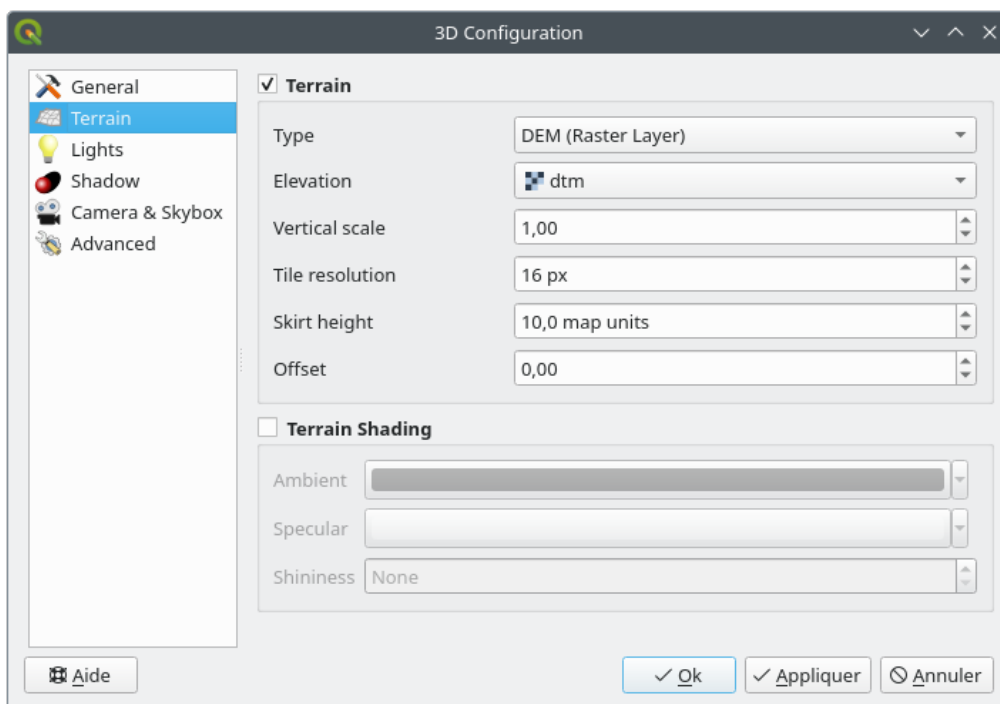 3D Configuration
General
Terrain
Lights
Shadow
Camera & Skybox
Advanced
Terrain
Type DEM (Raster Layer)
Elevation dtm
Vertical scale 1,00
Tile resolution 16 px
Skirt height 10,0 map units
Offset 0,00
Terrain Shading
Ambient
Specular
Shininess None
Aide Ok Appliquer Annuler